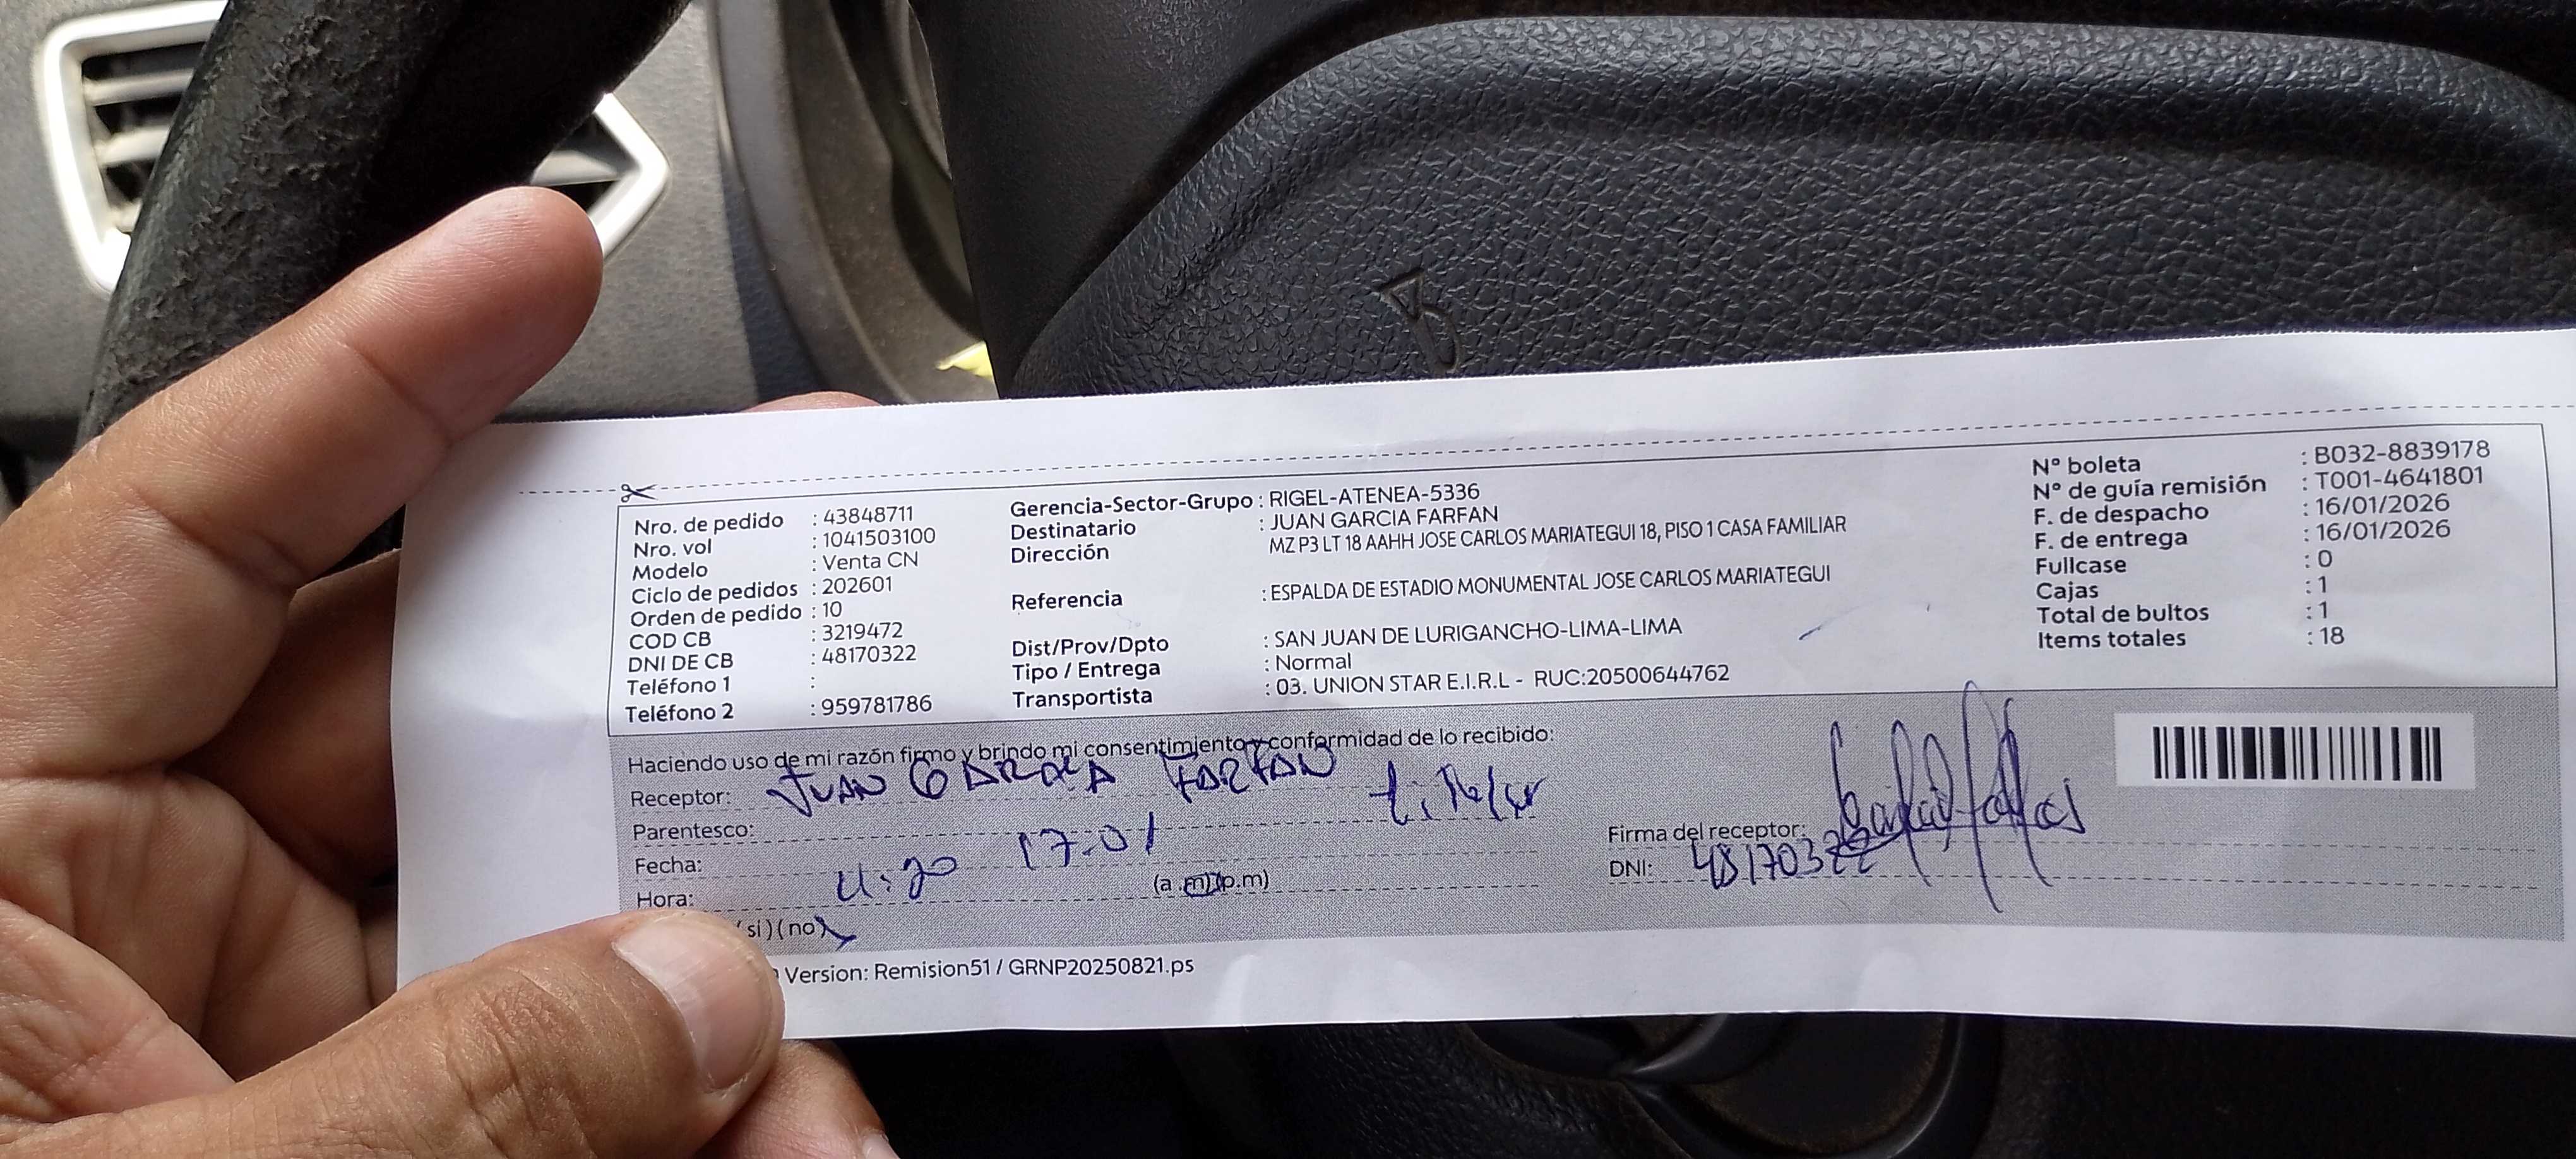 Nro. de pedido : 43848711
Nro. vol : 1041503100
Modelo : Venta CN
Ciclo de pedidos : 202601
Orden de pedido : 10
COD CB : 3219472
DNI DE CB : 48170322
Teléfono 1 :
Teléfono 2 : 959781786
Gerencia-Sector-Grupo : RIGEL-ATENEA-5336
Destinatario : JUAN GARCIA FARFAN
Dirección MZ P3 LT 18 AAHH JOSE CARLOS MARIATEGUI 18, PISO 1 CASA FAMILIAR
Referencia : ESPALDA DE ESTADIO MONUMENTAL JOSE CARLOS MARIATEGUI
Dist/Prov/Dpto : SAN JUAN DE LURIGANCHO-LIMA-LIMA
Tipo / Entrega : Normal
Transportista : 03. UNION STAR E.I.R.L - RUC:20500644762
N° boleta : B032-8839178
N° de guía remisión : T001-4641801
F. de despacho : 16/01/2026
F. de entrega : 16/01/2026
Fullcase : 0
Cajas : 1
Total de bultos : 1
Items totales : 18
Haciendo uso de mi razón firmo y brindo mi consentimiento y conformidad de lo recibido:
Receptor: JUAN GARCIA FARFAN
Parentesco: titular
Fecha: 17-01
Hora: 11:20 (a.m)(p.m)
si)(no)
Firma del receptor:
DNI: 48170322
Version: Remision51 / GRNP20250821.ps